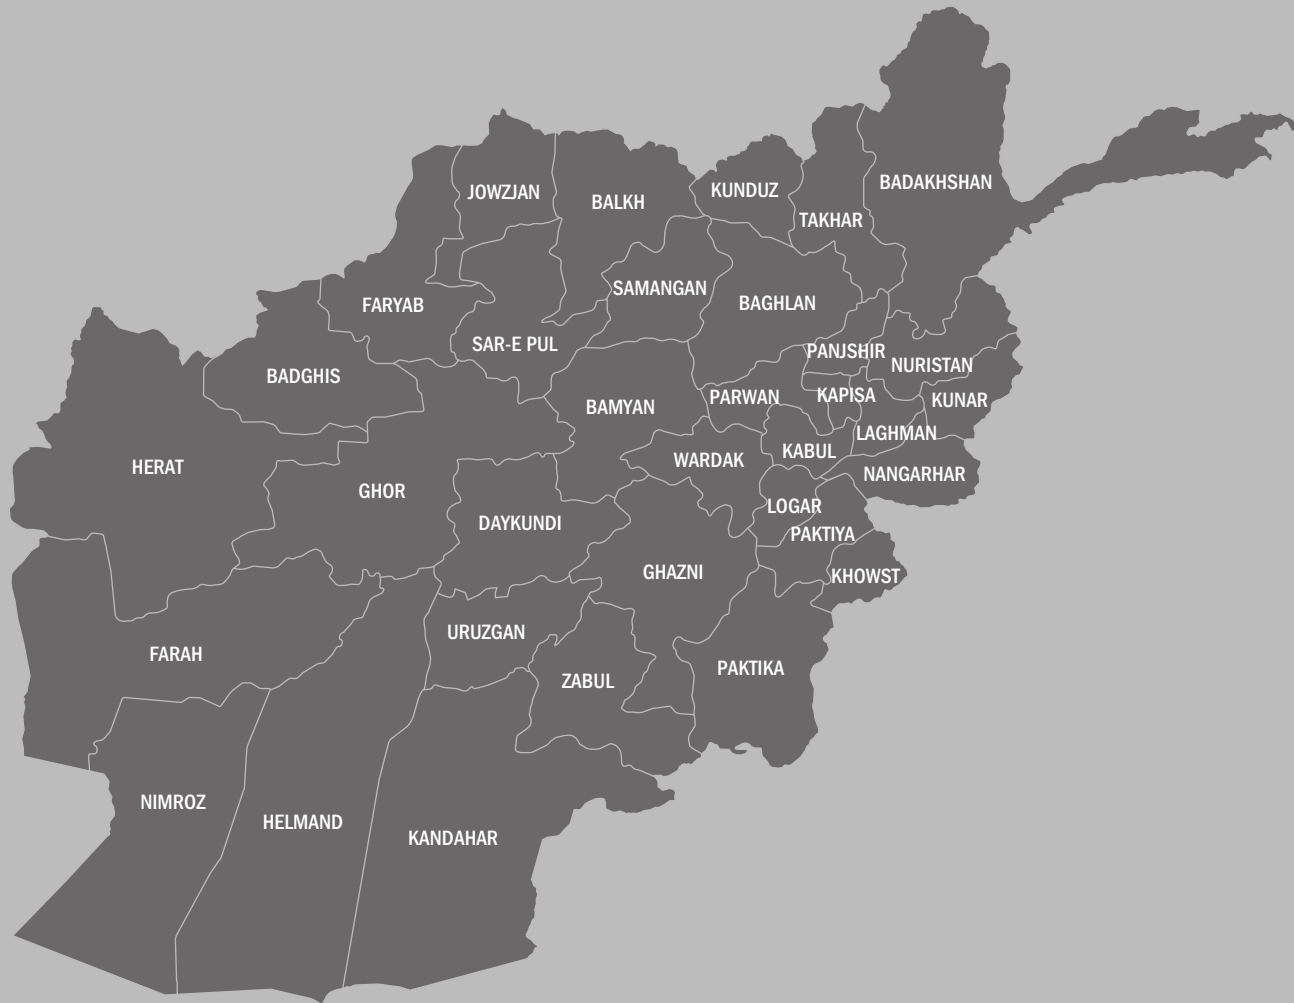 BADAKHSHAN
JOWZJAN
BALKH
KUNDUZ
TAKHAR
SAMANGAN
BAGHLAN
FARYAB
SAR-E PUL
PANJSHIR
NURISTAN
BADGHIS
BAMYAN
PARWAN
KAPISA
KUNAR
LAGHMAN
HERAT
WARDAK
KABUL
NANGARHAR
GHOR
LOGAR
DAYKUNDI
PAKTIYA
GHAZNI
KHOWST
URUZGAN
FARAH
ZABUL
PAKTIKA
NIMROZ
HELMAND
KANDAHAR